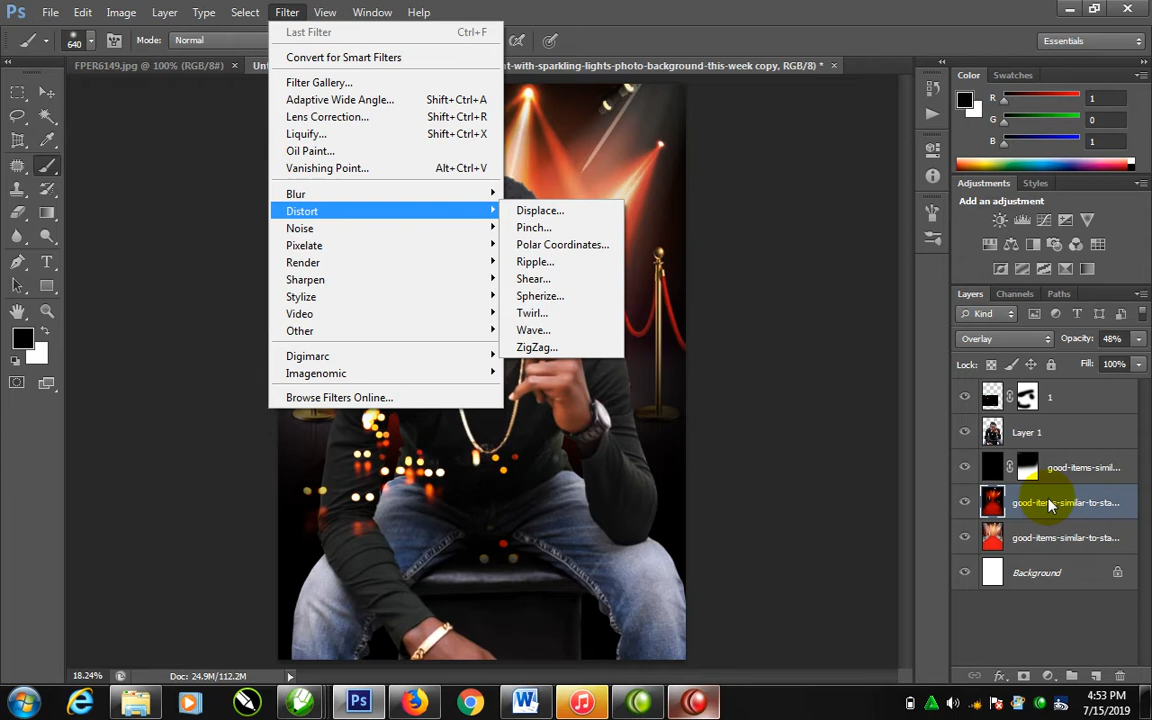 Ps File Edit Image Layer Type Select Filter View Window Help
640 Mode: Normal Essentials
FPER6149.jpg @ 100% (RGB/8#) × Un nt-with-sparkling-lights-photo-background-this-week copy, RGB/8) * ×
Last Filter Ctrl+F
Convert for Smart Filters
Filter Gallery...
Adaptive Wide Angle... Shift+Ctrl+A
Lens Correction... Shift+Ctrl+R
Liquify... Shift+Ctrl+X
Oil Paint...
Vanishing Point... Alt+Ctrl+V
Blur
Distort
Noise
Pixelate
Render
Sharpen
Stylize
Video
Other
Digimarc
Imagenomic
Browse Filters Online...
Displace...
Pinch...
Polar Coordinates...
Ripple...
Shear...
Spherize...
Twirl...
Wave...
ZigZag...
Color Swatches
R 1
G 0
B 1
Adjustments Styles
Add an adjustment
Layers Channels Paths
Kind
Overlay Opacity: 48%
Lock: Fill: 100%
1
Layer 1
good-items-simil...
good-items-similar-to-sta...
good-items-similar-to-sta...
Background
fx
18.24% Doc: 24.9M/112.2M
Ps W
4:53 PM
7/15/2019